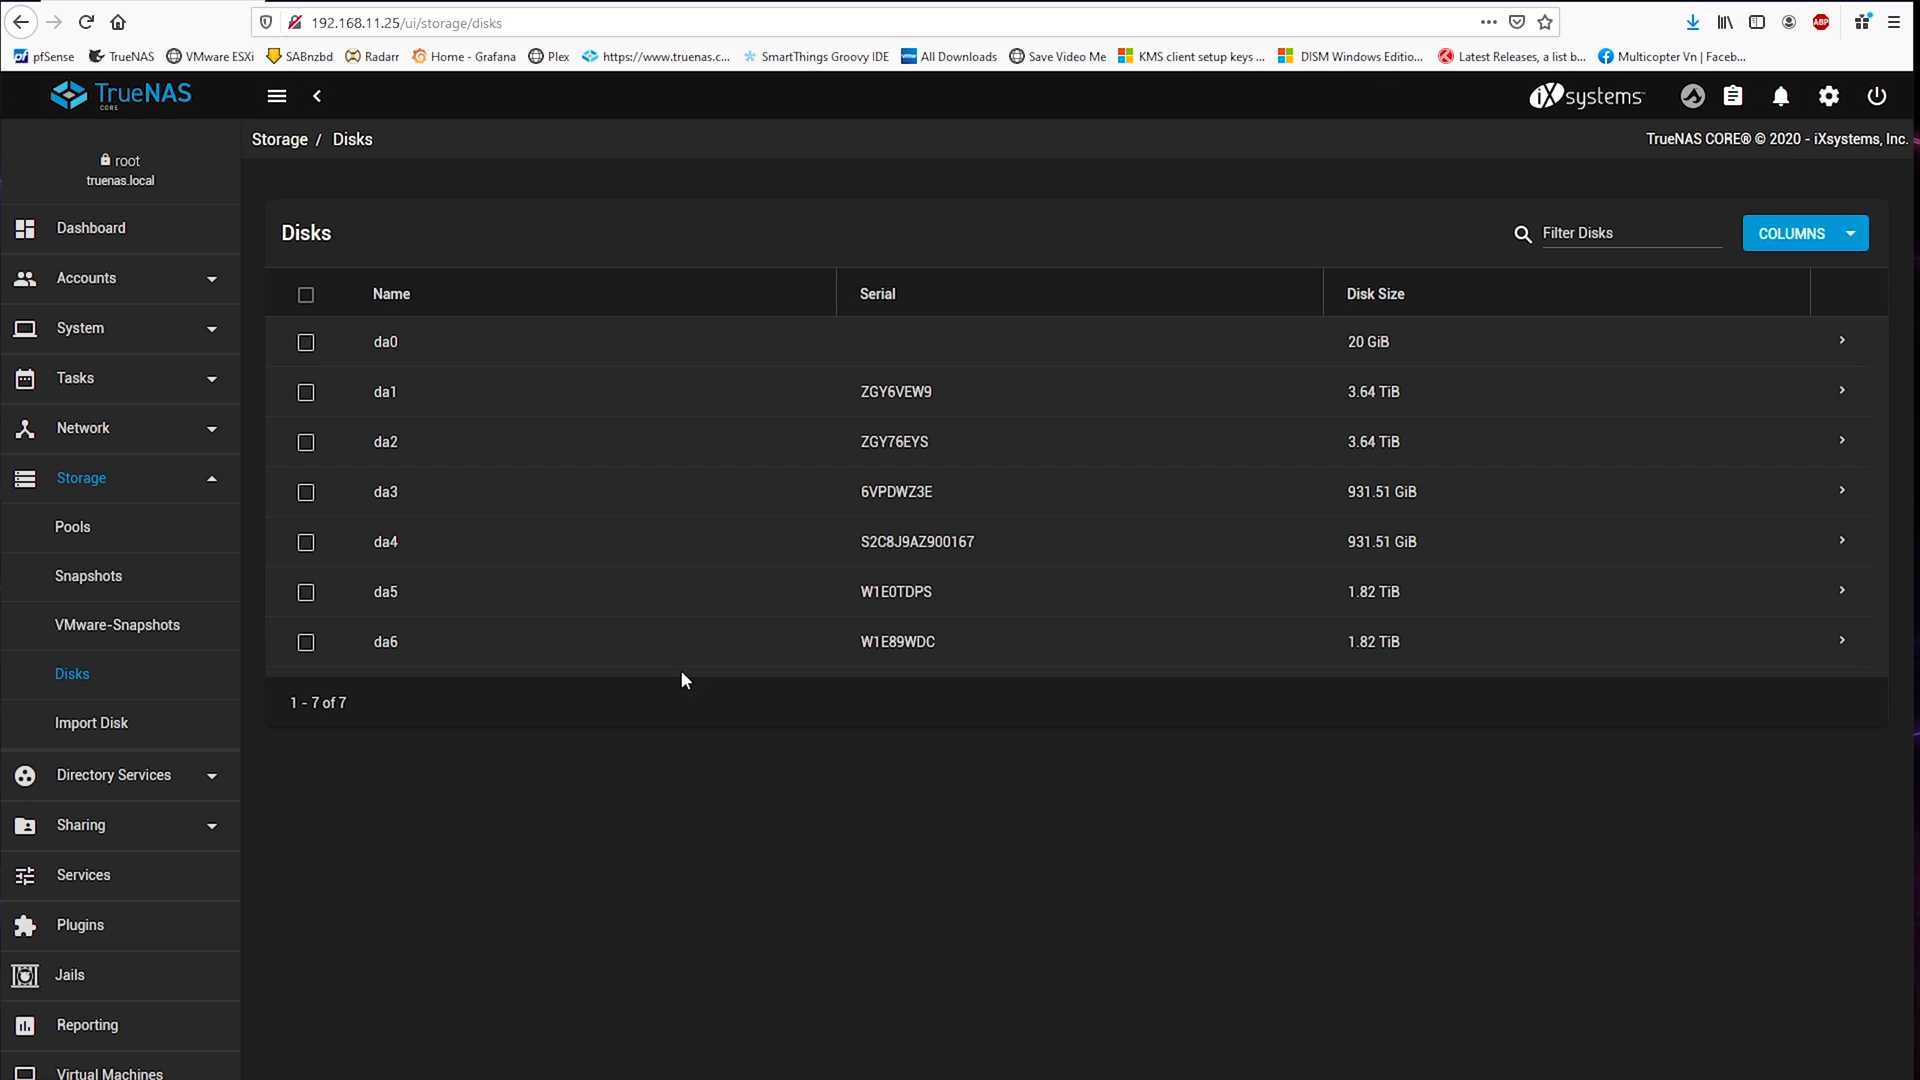 192.168.11.25/ui/storage/disks
pfSense TrueNAS VMware ESXi SABnzbd Radarr Home - Grafana Plex https://www.truenas.c... SmartThings Groovy IDE All Downloads Save Video Me KMS client setup keys ... DISM Windows Editio... Latest Releases, a list b... Multicopter Vn | Faceb...
TrueNAS
CORE
iXsystems
Storage / Disks
TrueNAS CORE® © 2020 - iXsystems, Inc.
root
truenas.local
Dashboard
Accounts
System
Tasks
Network
Storage
Pools
Snapshots
VMware-Snapshots
Disks
Import Disk
Directory Services
Sharing
Services
Plugins
Jails
Reporting
Virtual Machines
Disks
Filter Disks
COLUMNS
Name Serial Disk Size
da0 20 GiB
da1 ZGY6VEW9 3.64 TiB
da2 ZGY76EYS 3.64 TiB
da3 6VPDWZ3E 931.51 GiB
da4 S2C8J9AZ900167 931.51 GiB
da5 W1E0TDPS 1.82 TiB
da6 W1E89WDC 1.82 TiB
1 - 7 of 7
ABP